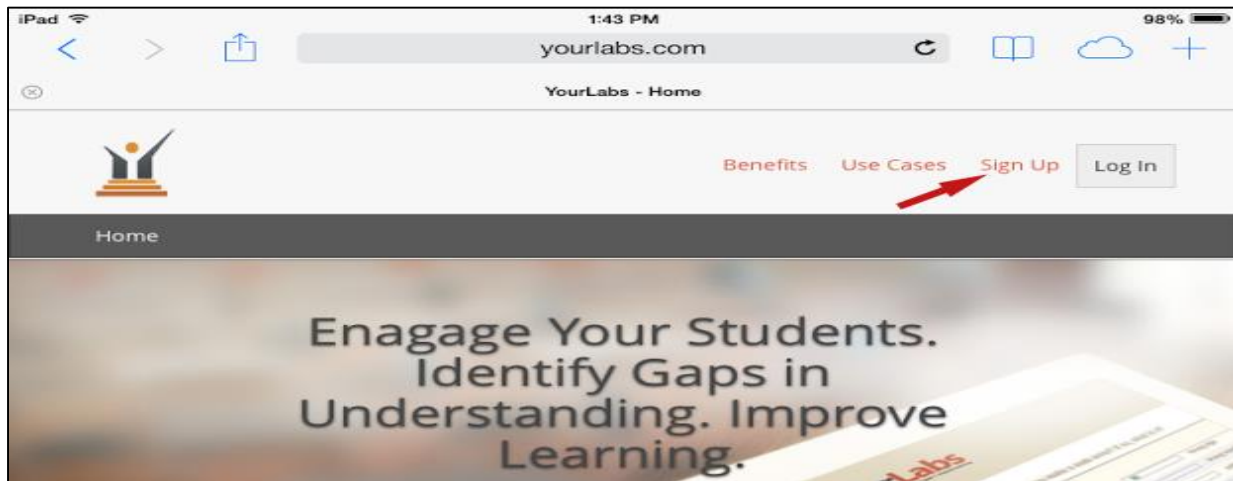 iPad 1:43 PM 98%
yourlabs.com
YourLabs - Home
Benefits Use Cases Sign Up Log In
Home
Enagage Your Students.
Identify Gaps in
Understanding. Improve
Learning.